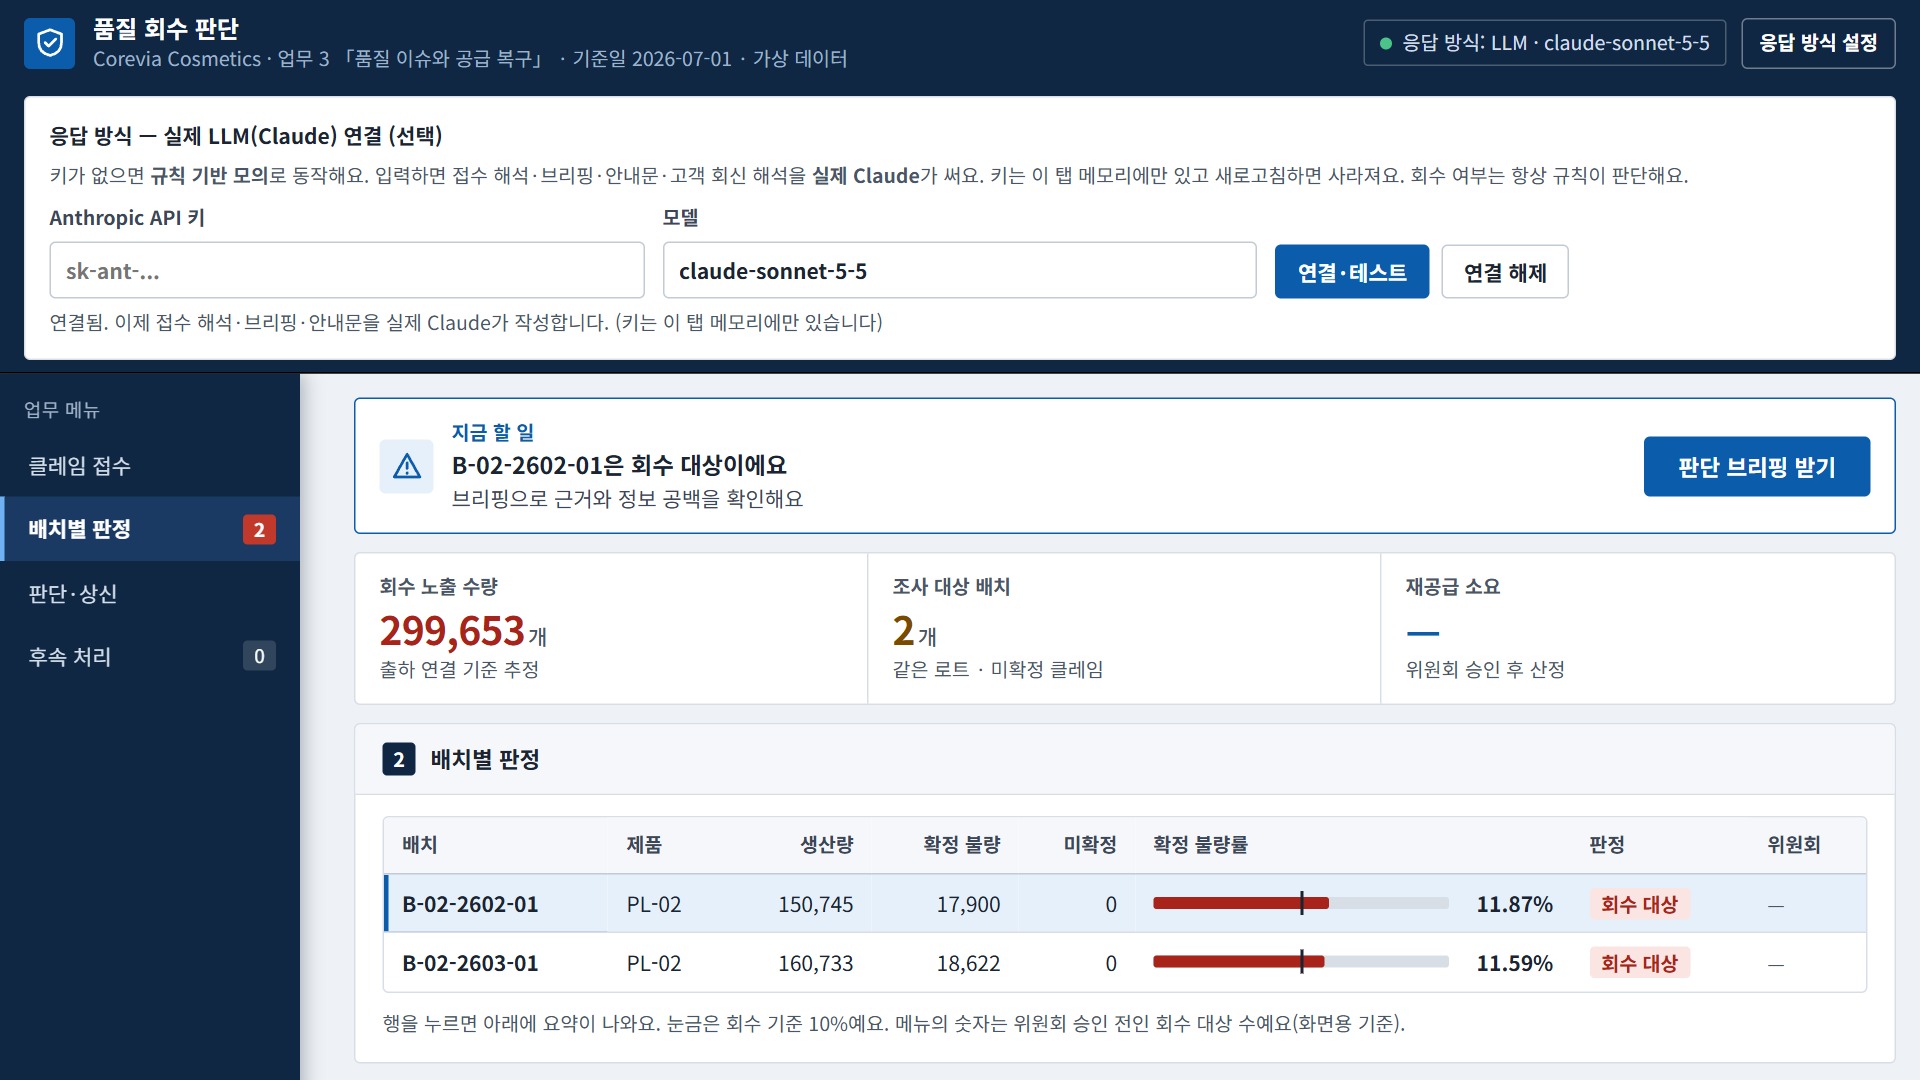 품질 회수 판단
Corevia Cosmetics · 업무 3 「품질 이슈와 공급 복구」 · 기준일 2026-07-01 · 가상 데이터
응답 방식: LLM · claude-sonnet-5-5
응답 방식 설정
응답 방식 — 실제 LLM(Claude) 연결 (선택)
키가 없으면 규칙 기반 모의로 동작해요. 입력하면 접수 해석·브리핑·안내문·고객 회신 해석을 실제 Claude가 써요. 키는 이 탭 메모리에만 있고 새로고침하면 사라져요. 회수 여부는 항상 규칙이 판단해요.
Anthropic API 키
모델
sk-ant-...
claude-sonnet-5-5
연결·테스트
연결 해제
연결됨. 이제 접수 해석·브리핑·안내문을 실제 Claude가 작성합니다. (키는 이 탭 메모리에만 있습니다)
업무 메뉴
클레임 접수
배치별 판정 2
판단·상신
후속 처리 0
지금 할 일
B-02-2602-01은 회수 대상이에요
브리핑으로 근거와 정보 공백을 확인해요
판단 브리핑 받기
회수 노출 수량
299,653개
출하 연결 기준 추정
조사 대상 배치
2개
같은 로트 · 미확정 클레임
재공급 소요
—
위원회 승인 후 산정
2 배치별 판정
배치 제품 생산량 확정 불량 미확정 확정 불량률 판정 위원회
B-02-2602-01 PL-02 150,745 17,900 0 11.87% 회수 대상 —
B-02-2603-01 PL-02 160,733 18,622 0 11.59% 회수 대상 —
행을 누르면 아래에 요약이 나와요. 눈금은 회수 기준 10%예요. 메뉴의 숫자는 위원회 승인 전인 회수 대상 수예요(화면용 기준).